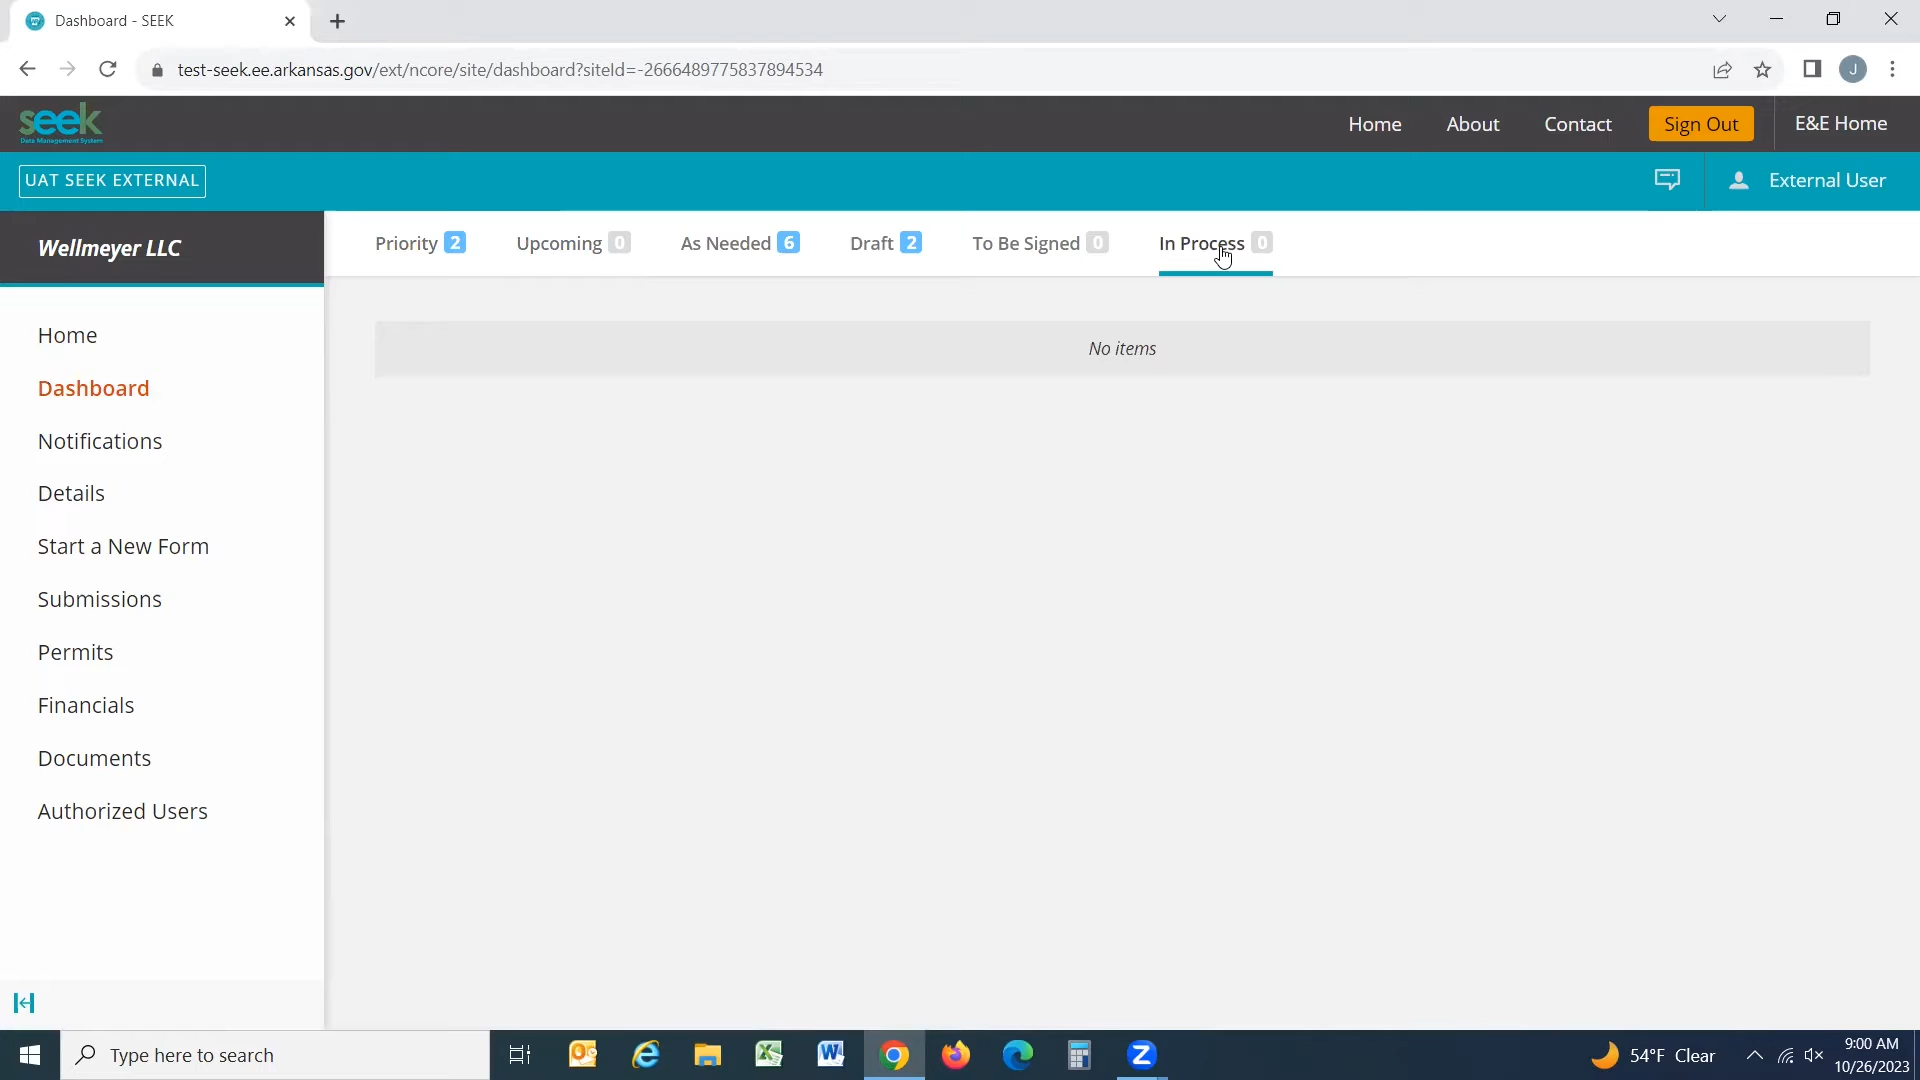 Dashboard - SEEK
test-seek.ee.arkansas.gov/ext/ncore/site/dashboard?siteId=-2666489775837894534
J
seek
Data Management System
Home
About
Contact
Sign Out
E&E Home
UAT SEEK EXTERNAL
External User
Wellmeyer LLC
Priority 2
Upcoming 0
As Needed 6
Draft 2
To Be Signed 0
In Process 0
No items
Home
Dashboard
Notifications
Details
Start a New Form
Submissions
Permits
Financials
Documents
Authorized Users
Type here to search
54°F Clear
9:00 AM
10/26/2023